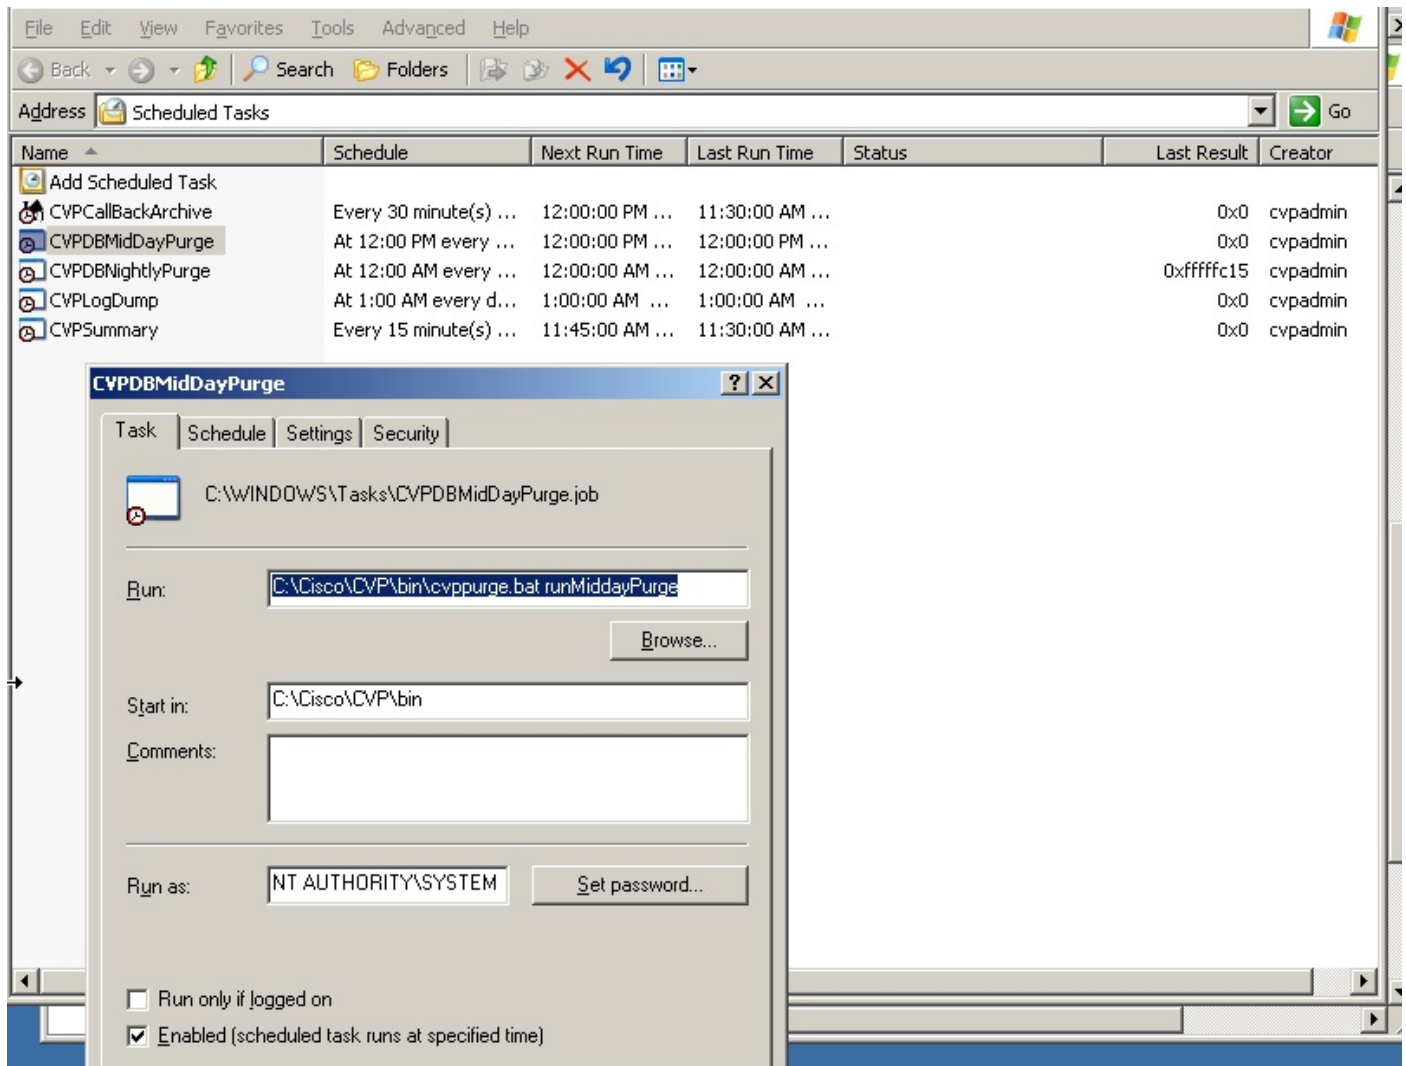 File Edit View Favorites Tools Advanced Help
Back Search Folders
Address Scheduled Tasks Go
Name Schedule Next Run Time Last Run Time Status Last Result Creator
Add Scheduled Task
CVPCallBackArchive Every 30 minute(s) ... 12:00:00 PM ... 11:30:00 AM ... 0x0 cvpadmin
CVPDBMidDayPurge At 12:00 PM every ... 12:00:00 PM ... 12:00:00 PM ... 0x0 cvpadmin
CVPDBNightlyPurge At 12:00 AM every ... 12:00:00 AM ... 12:00:00 AM ... 0xfffffc15 cvpadmin
CVPLogDump At 1:00 AM every d... 1:00:00 AM ... 1:00:00 AM ... 0x0 cvpadmin
CVPSummary Every 15 minute(s) ... 11:45:00 AM ... 11:30:00 AM ... 0x0 cvpadmin
CVPDBMidDayPurge
Task Schedule Settings Security
C:\WINDOWS\Tasks\CVPDBMidDayPurge.job
Run: C:\Cisco\CVP\bin\cvppurge.bat runMiddayPurge
Browse...
Start in: C:\Cisco\CVP\bin
Comments:
Run as: NT AUTHORITY\SYSTEM Set password...
Run only if logged on
Enabled (scheduled task runs at specified time)